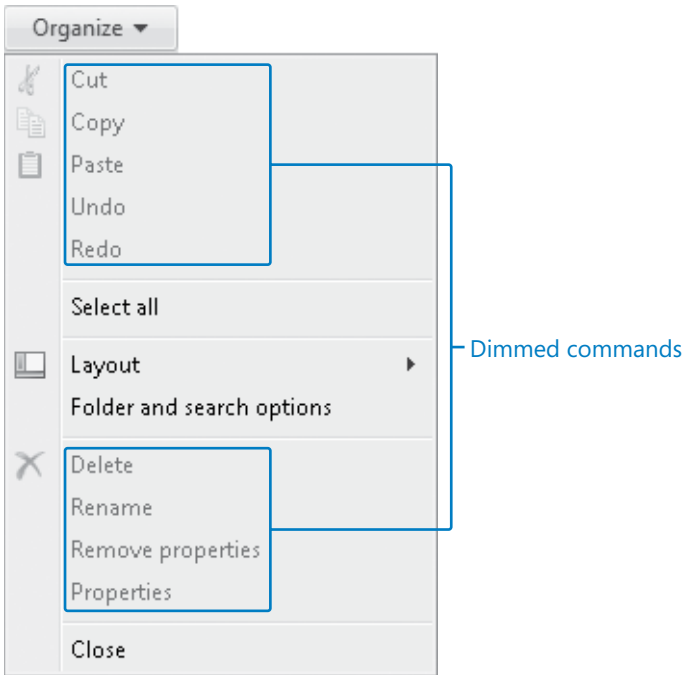 Organize
Cut
Copy
Paste
Undo
Redo
Select all
Layout
Dimmed commands
Folder and search options
Delete
Rename
Remove properties
Properties
Close